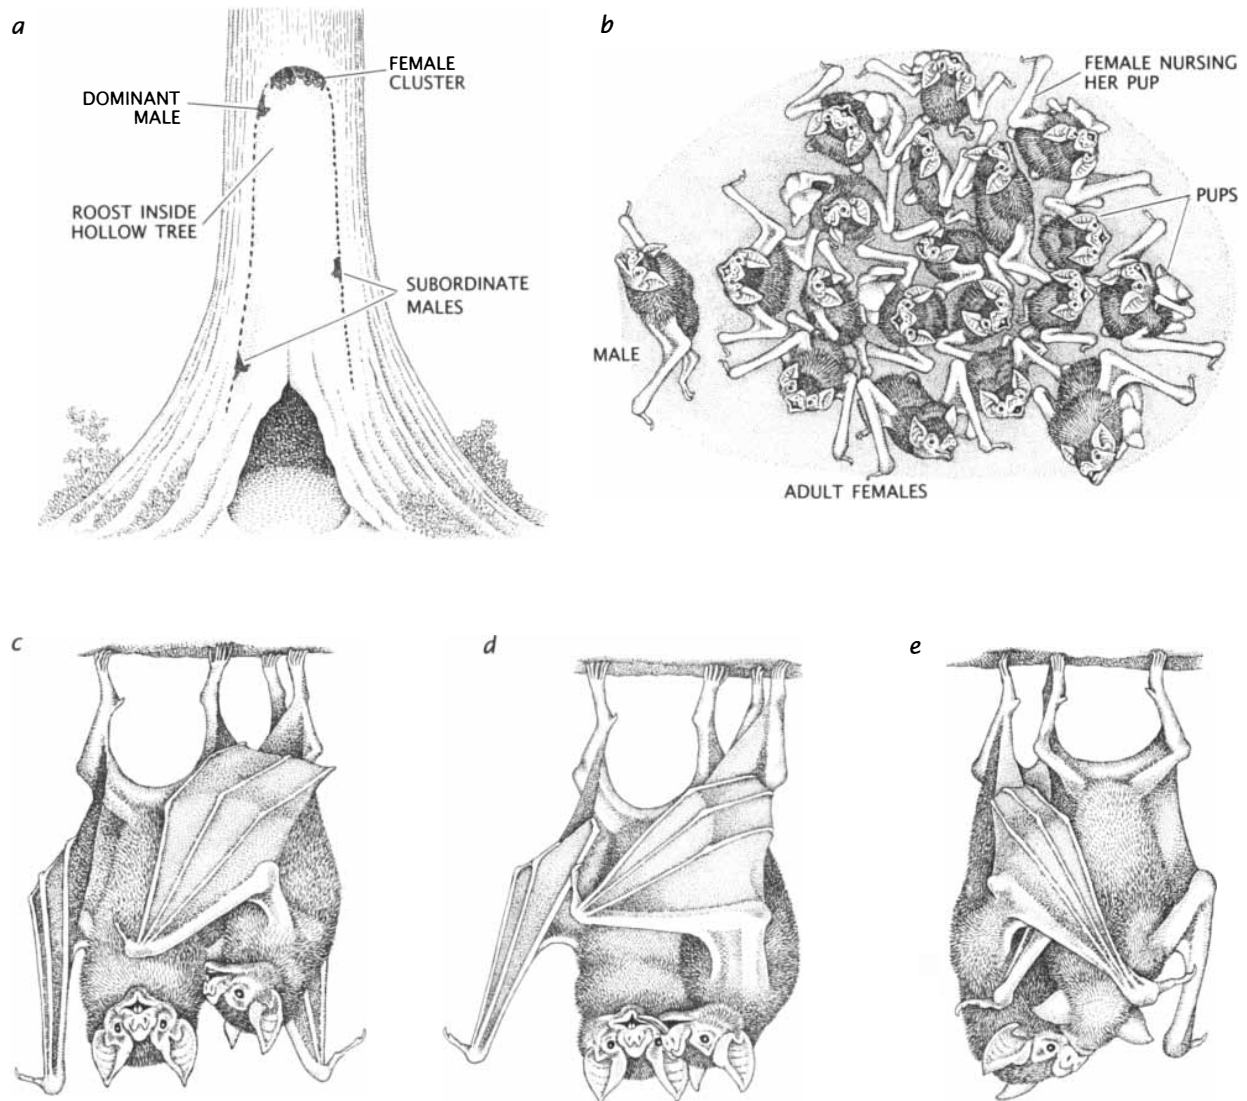 a
FEMALE
CLUSTER
DOMINANT
MALE
ROOST INSIDE
HOLLOW TREE
SUBORDINATE
MALES
b
FEMALE NURSING
HER PUP
PUPS
MALE
ADULT FEMALES
c
d
e